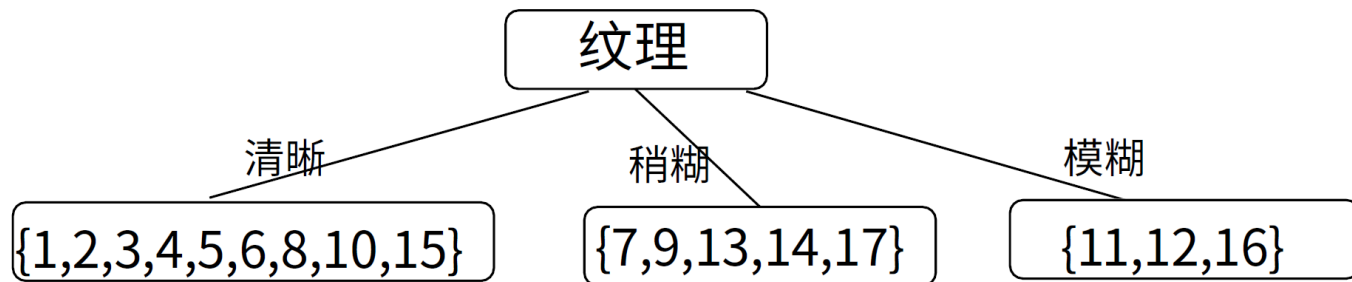 纹理
清晰
稍糊
模糊
{1,2,3,4,5,6,8,10,15}
{7,9,13,14,17}
{11,12,16}